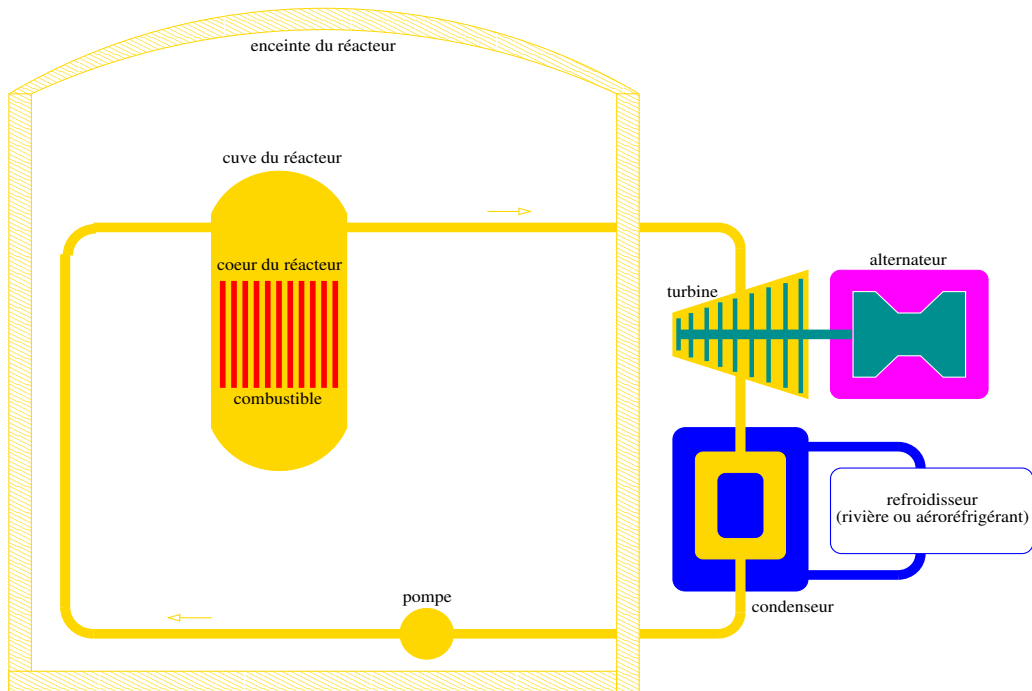 enceinte du réacteur
cuve du réacteur
coeur du réacteur
combustible
turbine
alternateur
refroidisseur
(rivière ou aéroréfrigérant)
condenseur
pompe